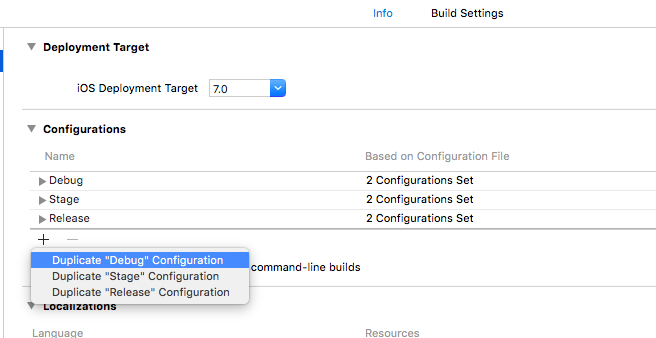 Info Build Settings
Deployment Target
iOS Deployment Target 7.0
Configurations
Name Based on Configuration File
Debug 2 Configurations Set
Stage 2 Configurations Set
Release 2 Configurations Set
+ −
Duplicate "Debug" Configuration
command-line builds
Duplicate "Stage" Configuration
Duplicate "Release" Configuration
Localizations
Language Resources